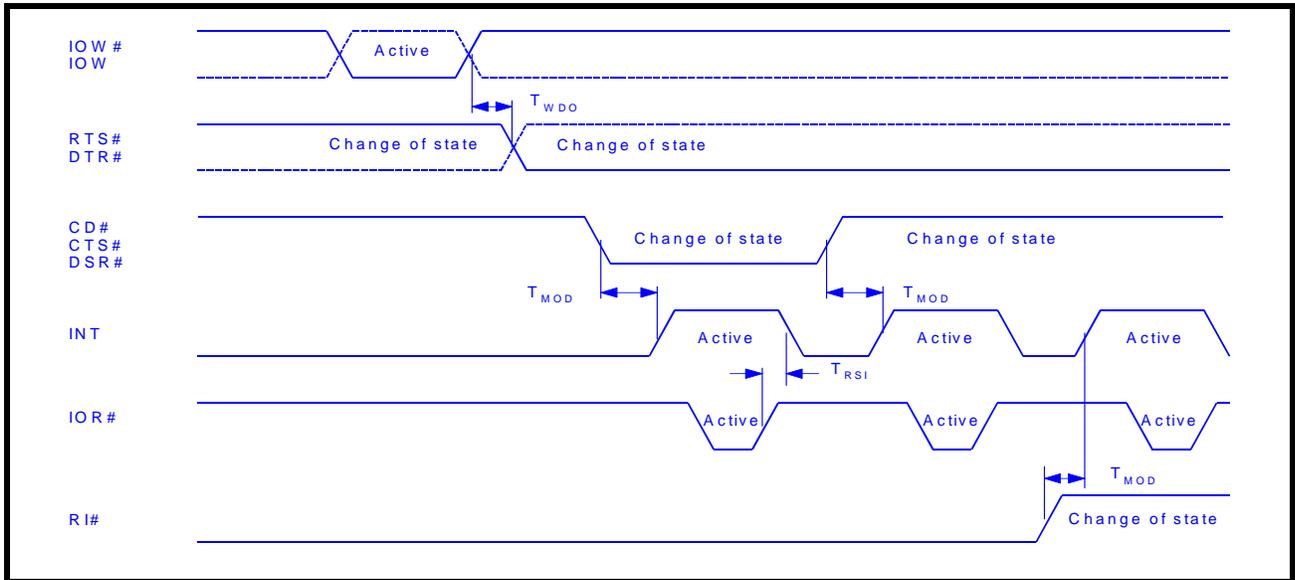 IOW#
IOW
Active
TWDO
RTS#
DTR#
Change of state
Change of state
CD#
CTS#
DSR#
Change of state
Change of state
TMOD
TMOD
INT
Active
Active
Active
TRSI
IOR#
Active
Active
Active
TMOD
RI#
Change of state